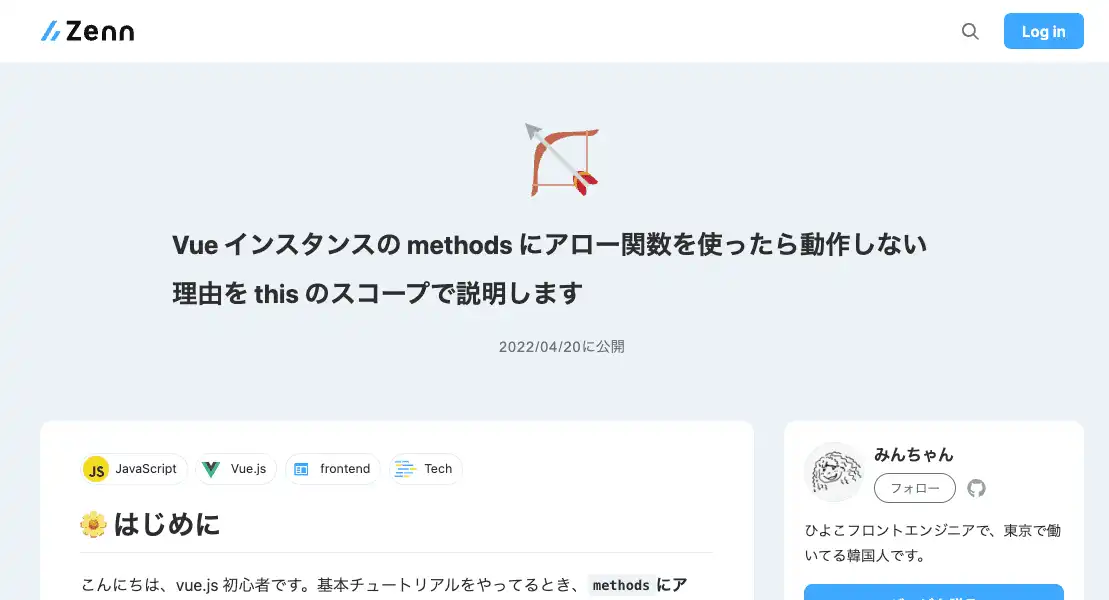 Zenn
Log in
Vue インスタンスの methods にアロー関数を使ったら動作しない
理由を this のスコープで説明します
2022/04/20に公開
JS JavaScript
Vue.js
frontend
Tech
はじめに
こんにちは、vue.js 初心者です。基本チュートリアルをやってるとき、 methods にア
みんちゃん
フォロー
ひよこフロントエンジニアで、東京で働
いてる韓国人です。